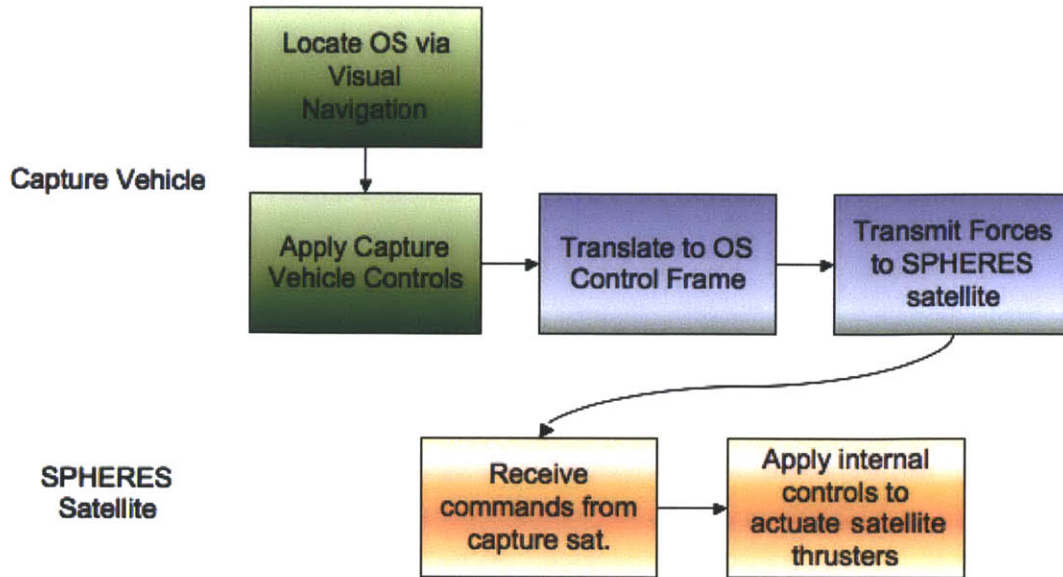 Locate OS via
Visual
Navigation
Capture Vehicle
Apply Capture
Vehicle Controls
Translate to OS
Control Frame
Transmit Forces
to SPHERES
satellite
SPHERES
Satellite
Receive
commands from
capture sat.
Apply internal
controls to
actuate satellite
thrusters